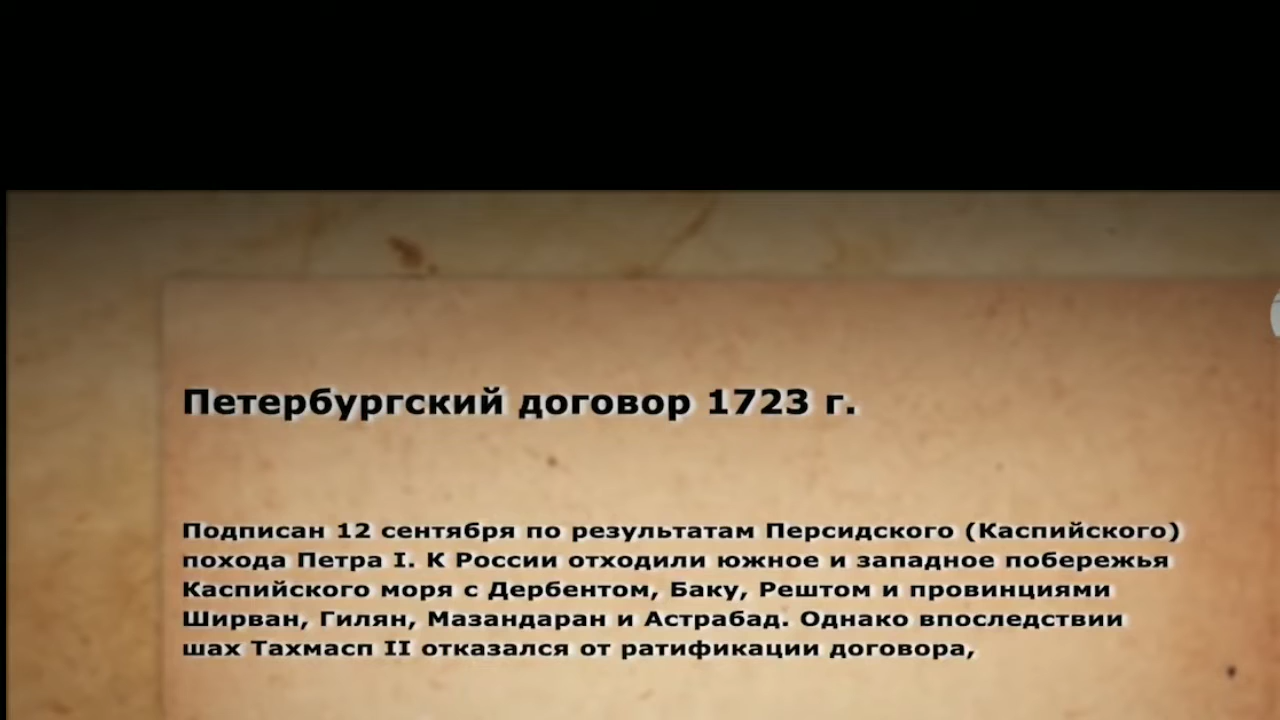 Петербургский договор 1723 г.
Подписан 12 сентября по результатам Персидского (Каспийского)
похода Петра I. К России отходили южное и западное побережья
Каспийского моря с Дербентом, Баку, Рештом и провинциями
Ширван, Гилян, Мазандаран и Астрабад. Однако впоследствии
шах Тахмасп II отказался от ратификации договора,